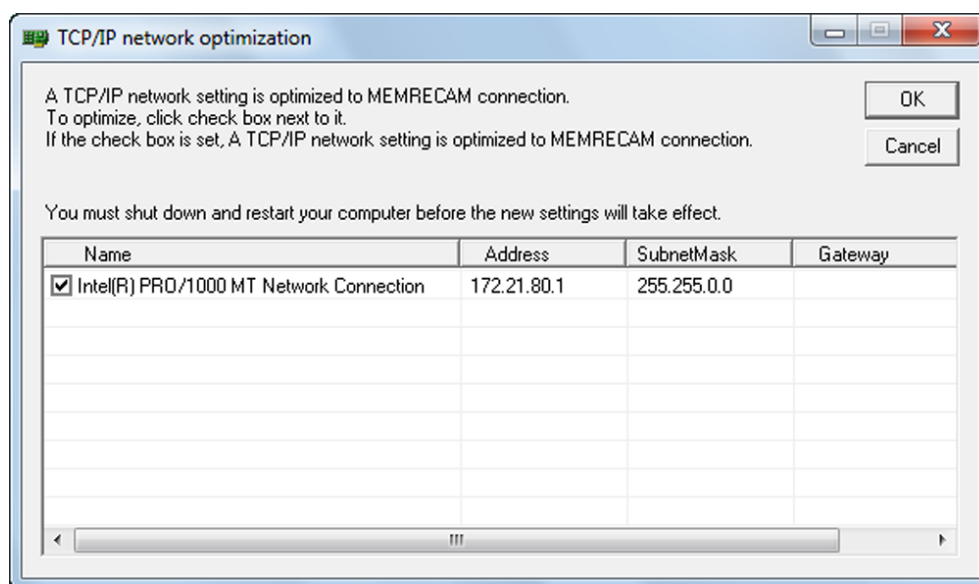 TCP/IP network optimization
A TCP/IP network setting is optimized to MEMRECAM connection.
To optimize, click check box next to it.
If the check box is set, A TCP/IP network setting is optimized to MEMRECAM connection.
OK
Cancel
You must shut down and restart your computer before the new settings will take effect.
Name Address SubnetMask Gateway
Intel(R) PRO/1000 MT Network Connection 172.21.80.1 255.255.0.0